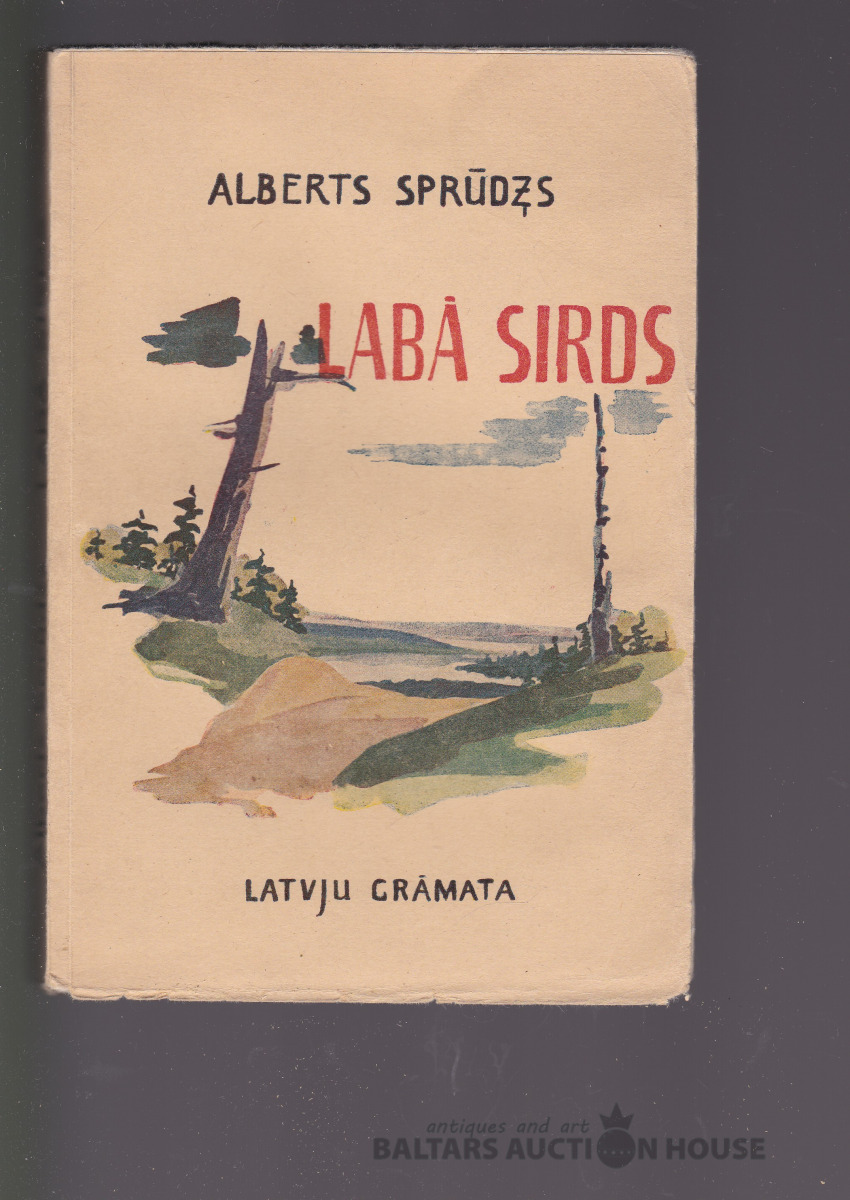 ALBERTS SPRŪDŽS
LABĀ SIRDS
LATVJU GRĀMATA
antiques and art
BALTARS AUCTION HOUSE